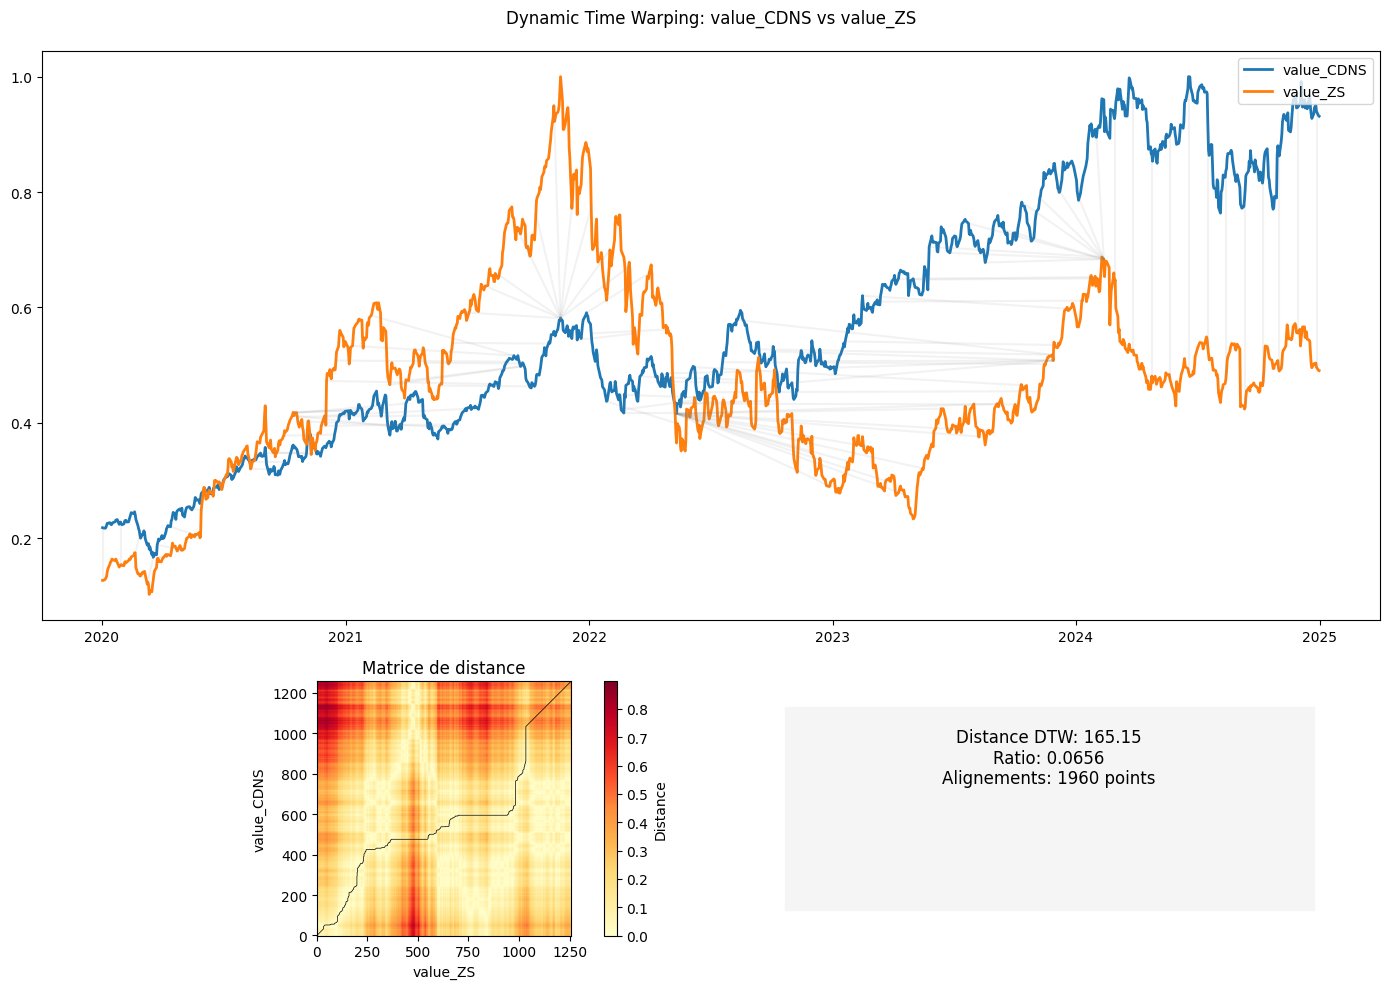 Dynamic Time Warping: value_CDNS vs value_ZS
1.0
0.8
0.6
0.4
0.2
value_CDNS
value_ZS
2020 2021 2022 2023 2024 2025
Matrice de distance
value_CDNS
1200
1000
800
600
400
200
0
0 250 500 750 1000 1250
value_ZS
0.8
0.7
0.6
0.5
0.4
0.3
0.2
0.1
0.0
Distance
Distance DTW: 165.15
Ratio: 0.0656
Alignements: 1960 points